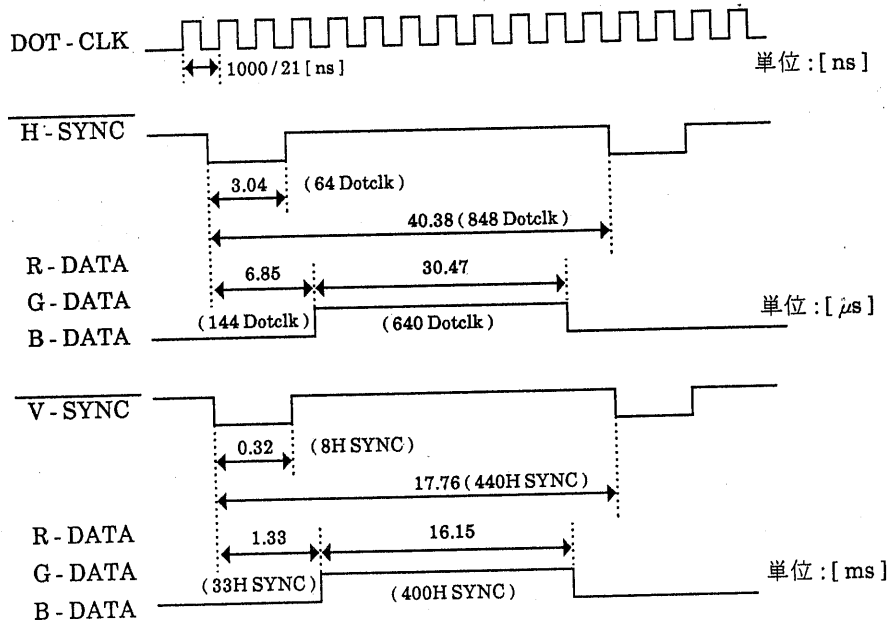 DOT-CLK
1000/21[ns]
単位:[ns]
H-SYNC
3.04 (64 Dotclk)
40.38(848 Dotclk)
R-DATA
6.85 30.47
G-DATA
単位:[μs]
(144 Dotclk) (640 Dotclk)
B-DATA
V-SYNC
0.32 (8H SYNC)
17.76(440H SYNC)
R-DATA
1.33 16.15
G-DATA
単位:[ms]
(33H SYNC) (400H SYNC)
B-DATA